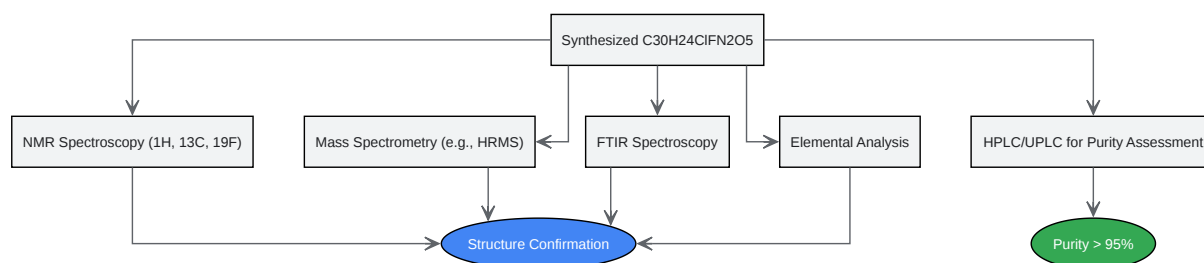 Synthesized C30H24ClFN2O5
NMR Spectroscopy (1H, 13C, 19F)
Mass Spectrometry (e.g., HRMS)
FTIR Spectroscopy
Elemental Analysis
HPLC/UPLC for Purity Assessment
Structure Confirmation
Purity > 95%